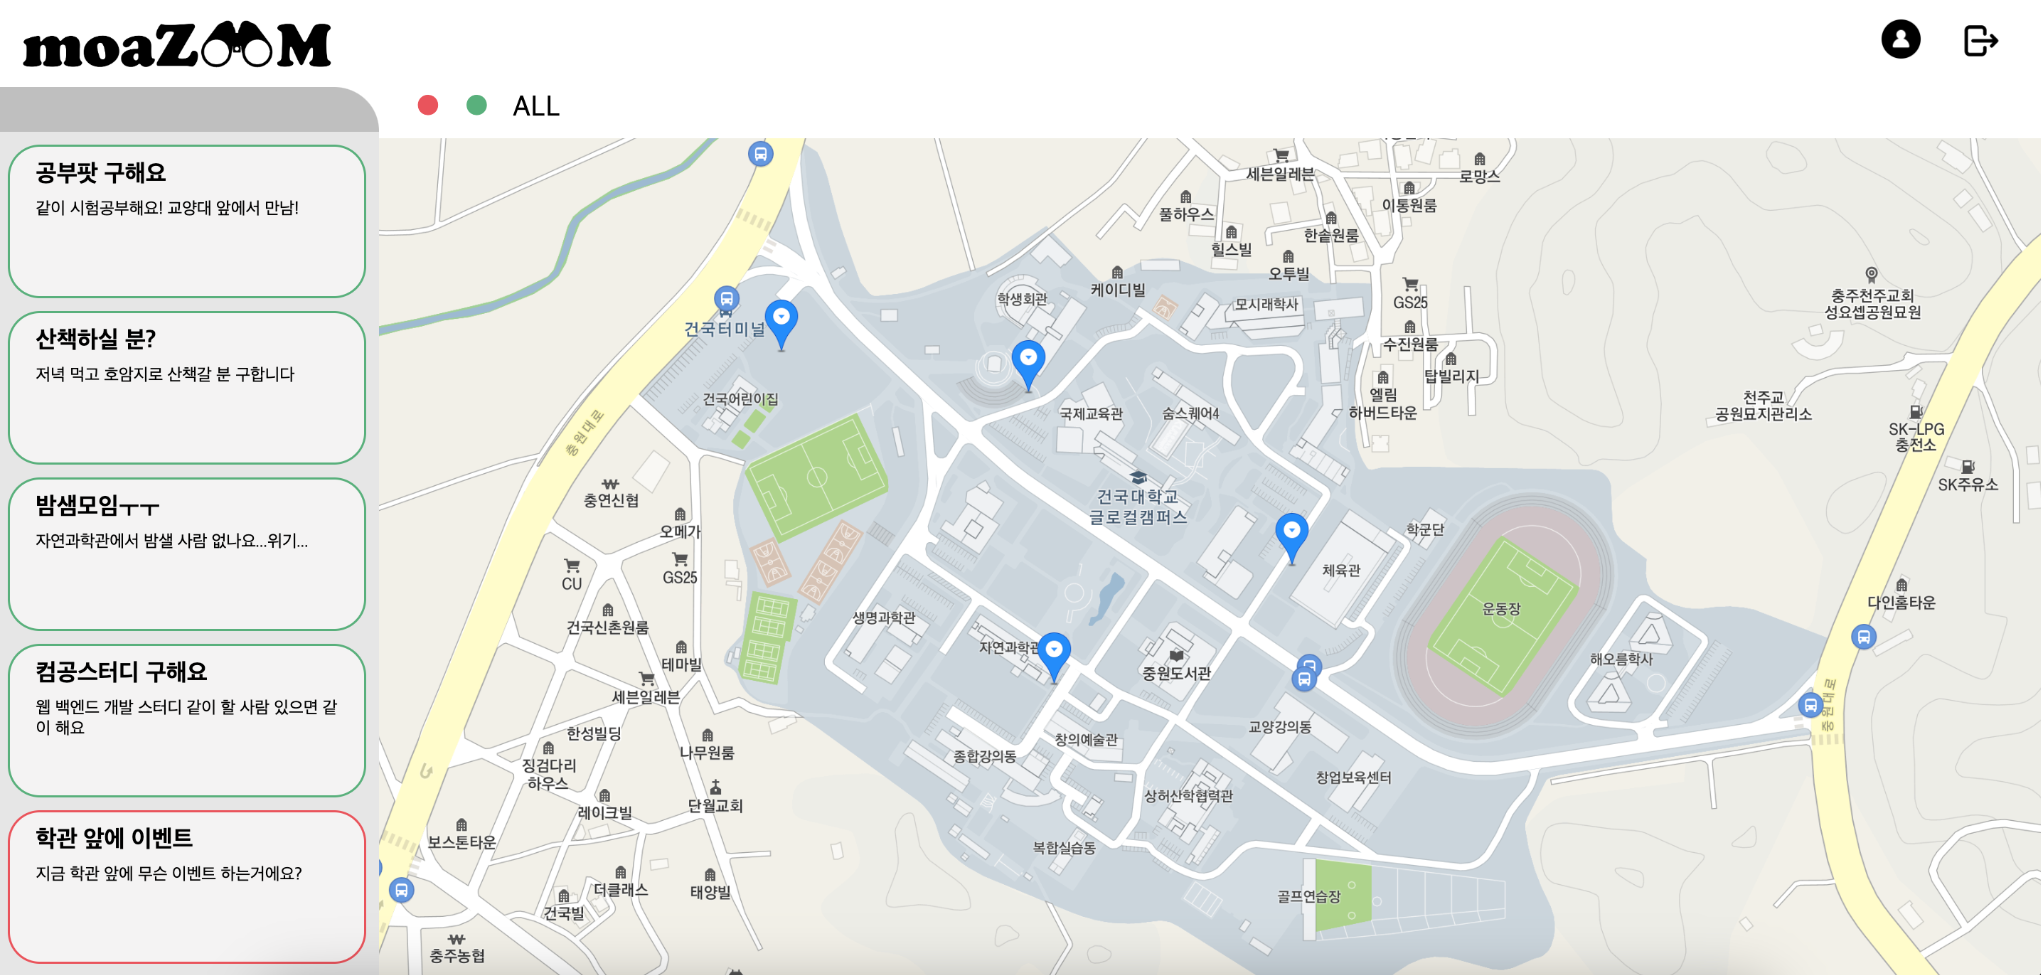 moaZOOM
ALL
공부팟 구해요
같이 시험공부해요! 교양대 앞에서 만남!
산책하실 분?
저녁 먹고 호암지로 산책갈 분 구합니다
밤샘모임ㅜㅜ
자연과학관에서 밤샐 사람 없나요...위기...
컴공스터디 구해요
웹 백엔드 개발 스터디 같이 할 사람 있으면 같
이 해요
학관 앞에 이벤트
지금 학관 앞에 무슨 이벤트 하는거에요?
세븐일레븐
로망스
이통원룸
풀하우스
한솔원룸
힐스빌
오투빌
케이디빌
학생회관
모시래학사
GS25
충주천주교회
성요셉공원묘원
건국터미널
수진원룸
탑빌리지
건국어린이집
국제교육관
숨스퀘어4
엘림
하버드타운
천주교
공원묘지관리소
SK-LPG
충전소
SK주유소
충원대로
충연신협
오메가
건국대학교
글로컬캠퍼스
학군단
CU
GS25
체육관
운동장
다인홈타운
건국신촌원룸
생명과학관
자연과학관
테마빌
중원도서관
해오름학사
세븐일레븐
중원대로
한성빌딩
나무원룸
창의예술관
교양강의동
종합강의동
징검다리
하우스
창업보육센터
단월교회
상허산학협력관
레이크빌
보스톤타운
복합실습동
더클래스
태양빌
골프연습장
건국빌
충주농협